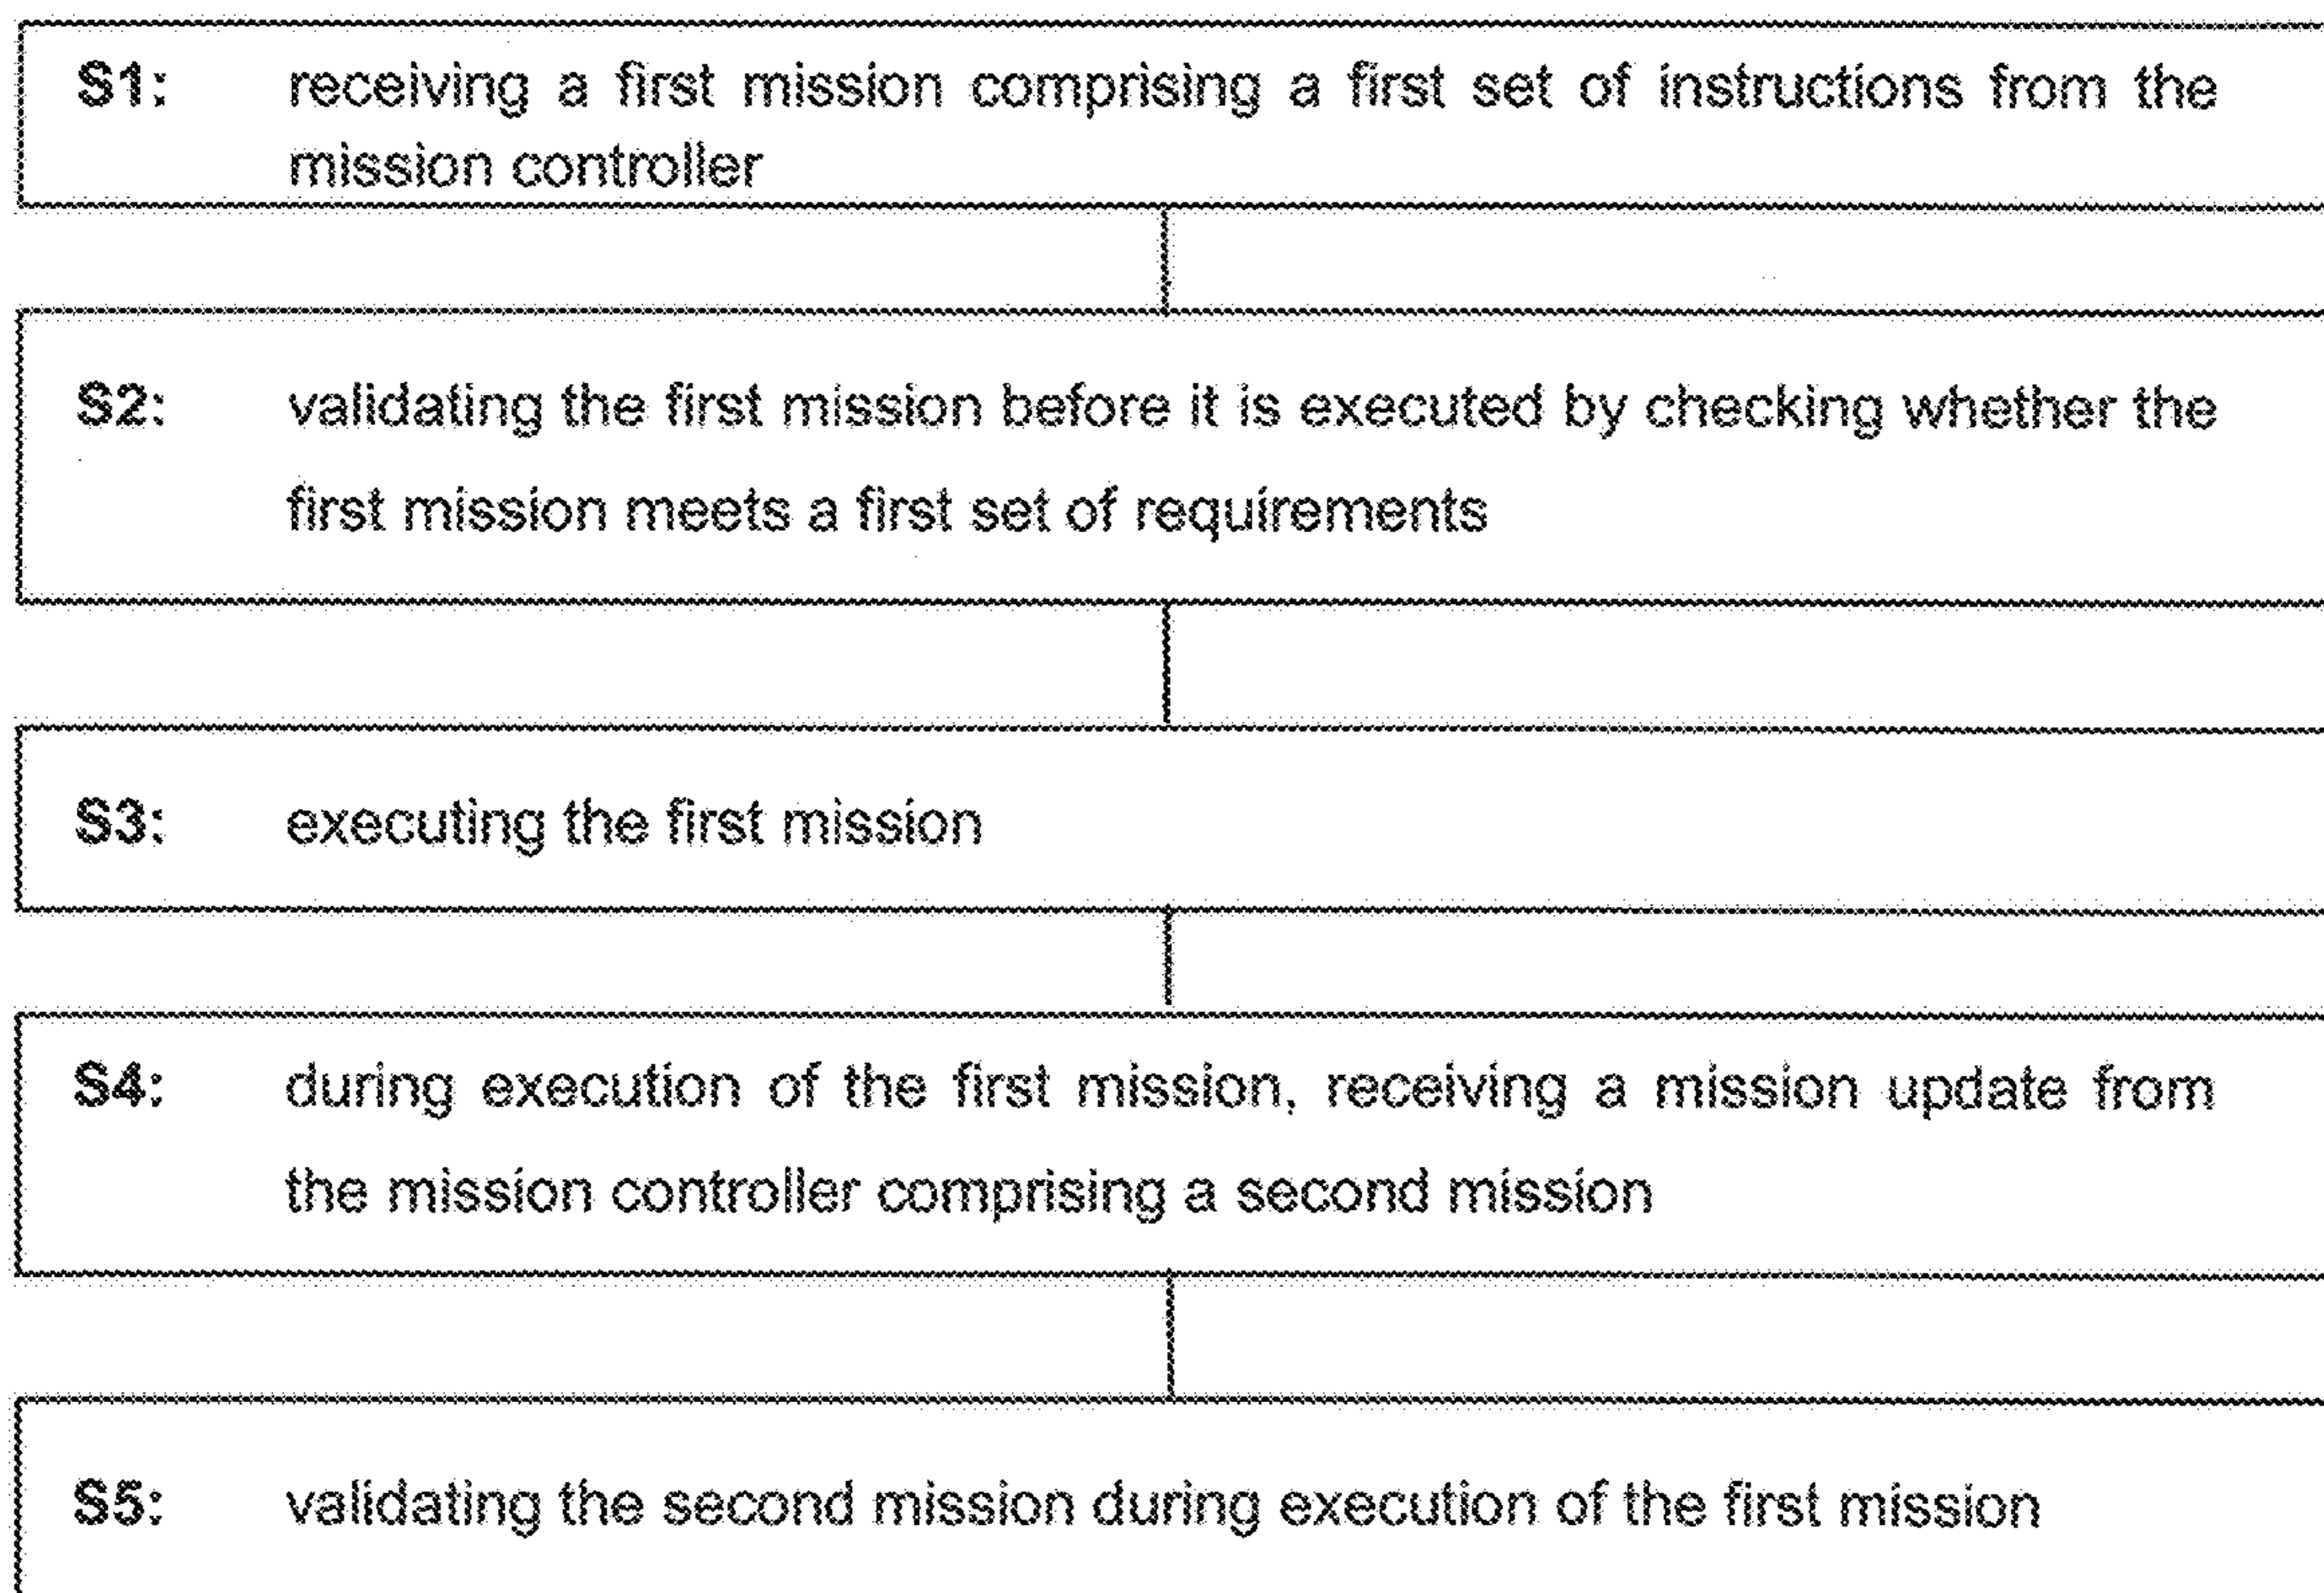 S1: receiving a first mission comprising a first set of instructions from the
mission controller
S2: validating the first mission before it is executed by checking whether the
first mission meets a first set of requirements
S3: executing the first mission
S4: during execution of the first mission, receiving a mission update from
the mission controller comprising a second mission
S5: validating the second mission during execution of the first mission